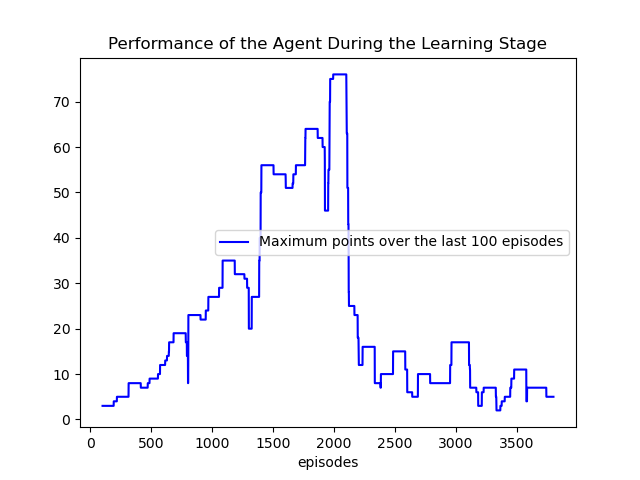 Performance of the Agent During the Learning Stage
70
60
50
40
30
20
10
0
Maximum points over the last 100 episodes
0 500 1000 1500 2000 2500 3000 3500
episodes